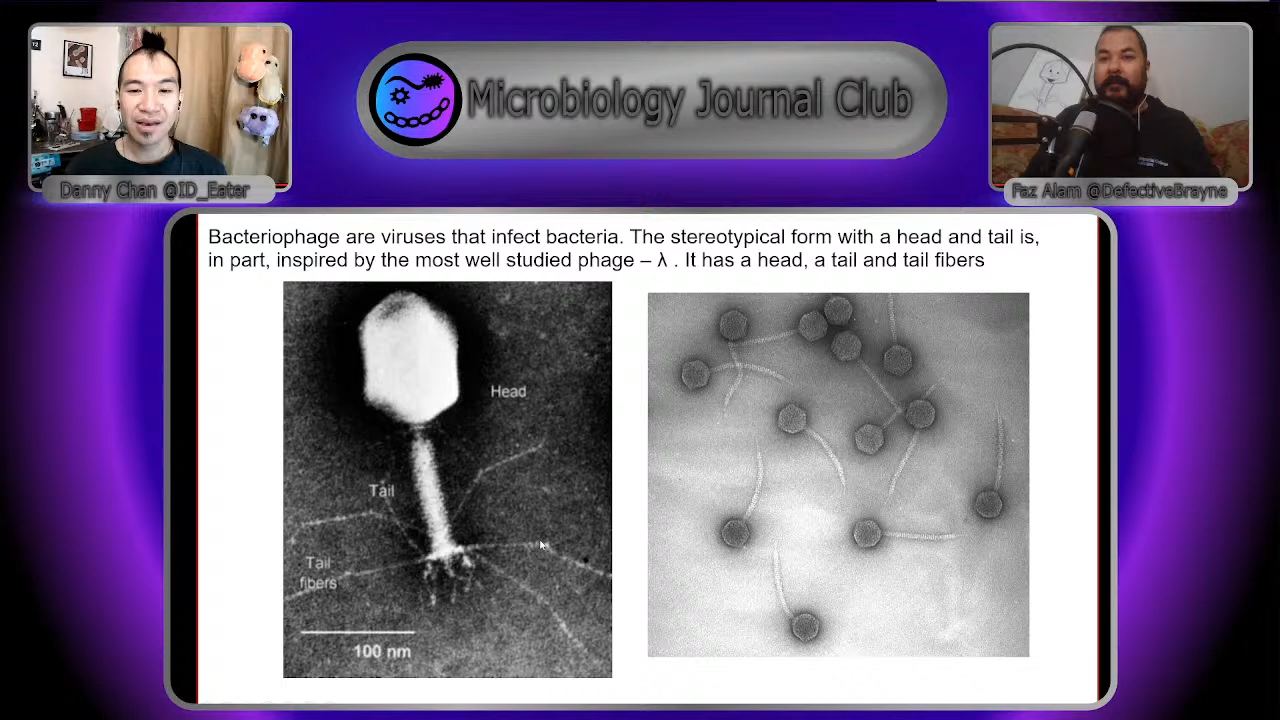 Microbiology Journal Club
Danny Chan @ID_Eater
Faz Alam @DefectiveBrayne
Bacteriophage are viruses that infect bacteria. The stereotypical form with a head and tail is,
in part, inspired by the most well studied phage – λ . It has a head, a tail and tail fibers
Head
Tail
Tail
fibers
100 nm